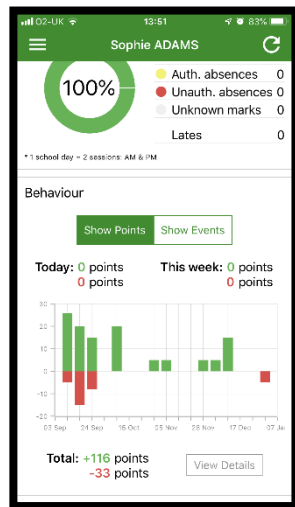 O2-UK 13:51 83%
Sophie ADAMS
100%
Auth. absences 0
Unauth. absences 0
Unknown marks 0
Lates 0
* 1 school day = 2 sessions: AM & PM
Behaviour
Show Points Show Events
Today: 0 points This week: 0 points
0 points 0 points
30
20
10
0
-10
-20
03 Sep 24 Sep 15 Oct 05 Nov 26 Nov 17 Dec 07 Ja
Total: +116 points
-33 points
View Details